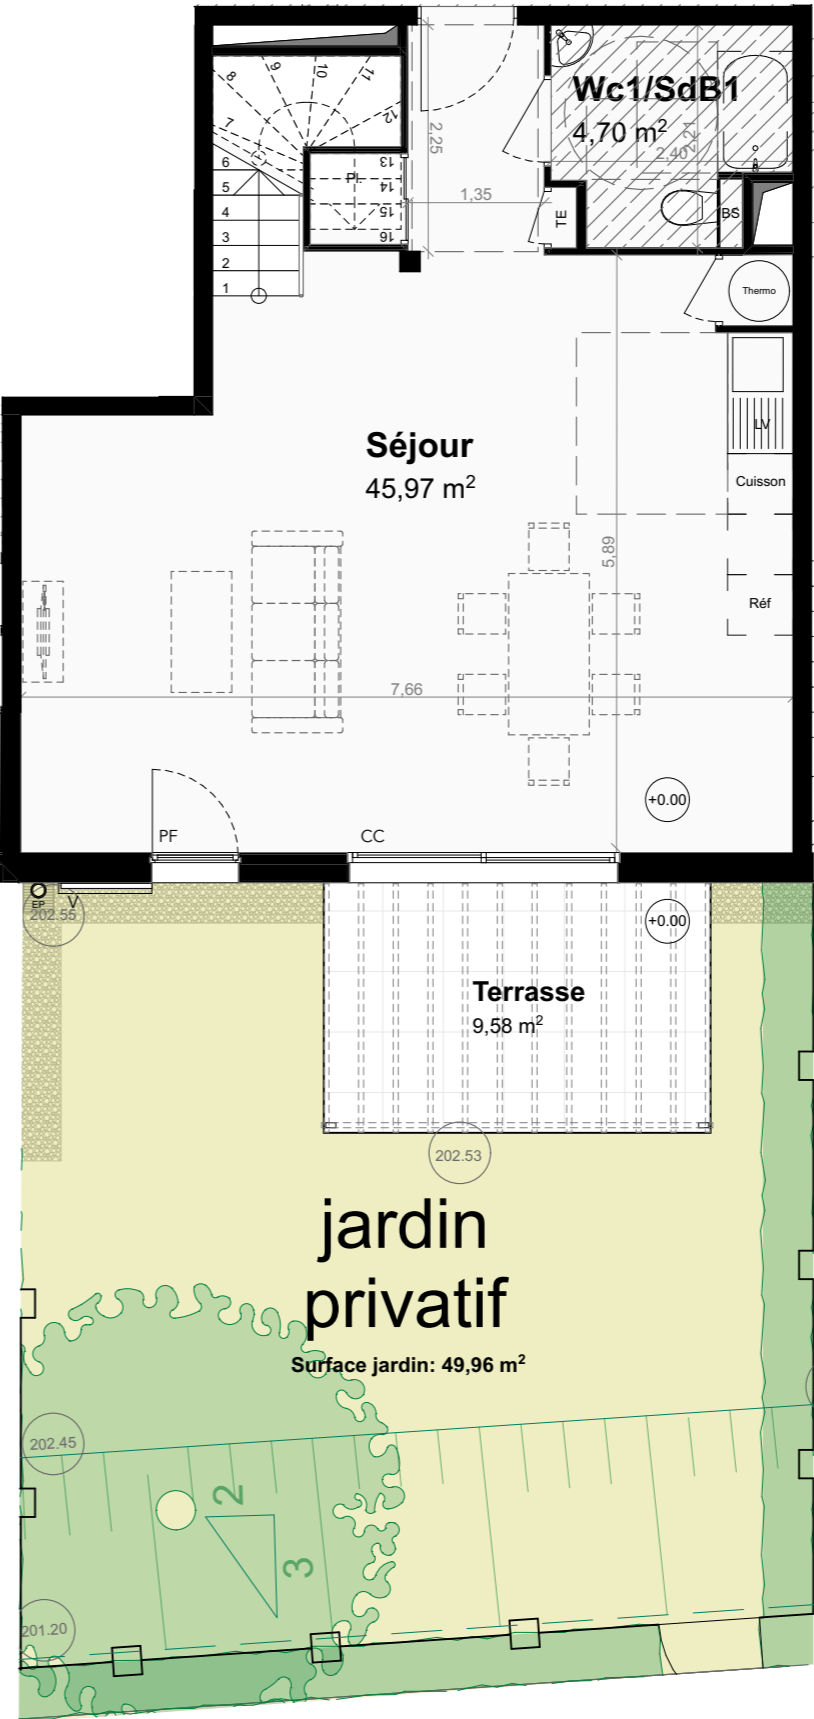 Wc1/SdB1
4,70 m²
2,21
2,40
2,25
1,35
TE
BS
Thermo
Pl.
1
2
3
4
5
6
7
8
9
10
11
12
13
14
15
16
LV
Cuisson
Réf
Séjour
45,97 m²
5,89
7,66
+0.00
PF
CC
EP
V
202.55
+0.00
Terrasse
9,58 m²
202.53
jardin
privatif
Surface jardin: 49,96 m²
202.45
2
3
201.20